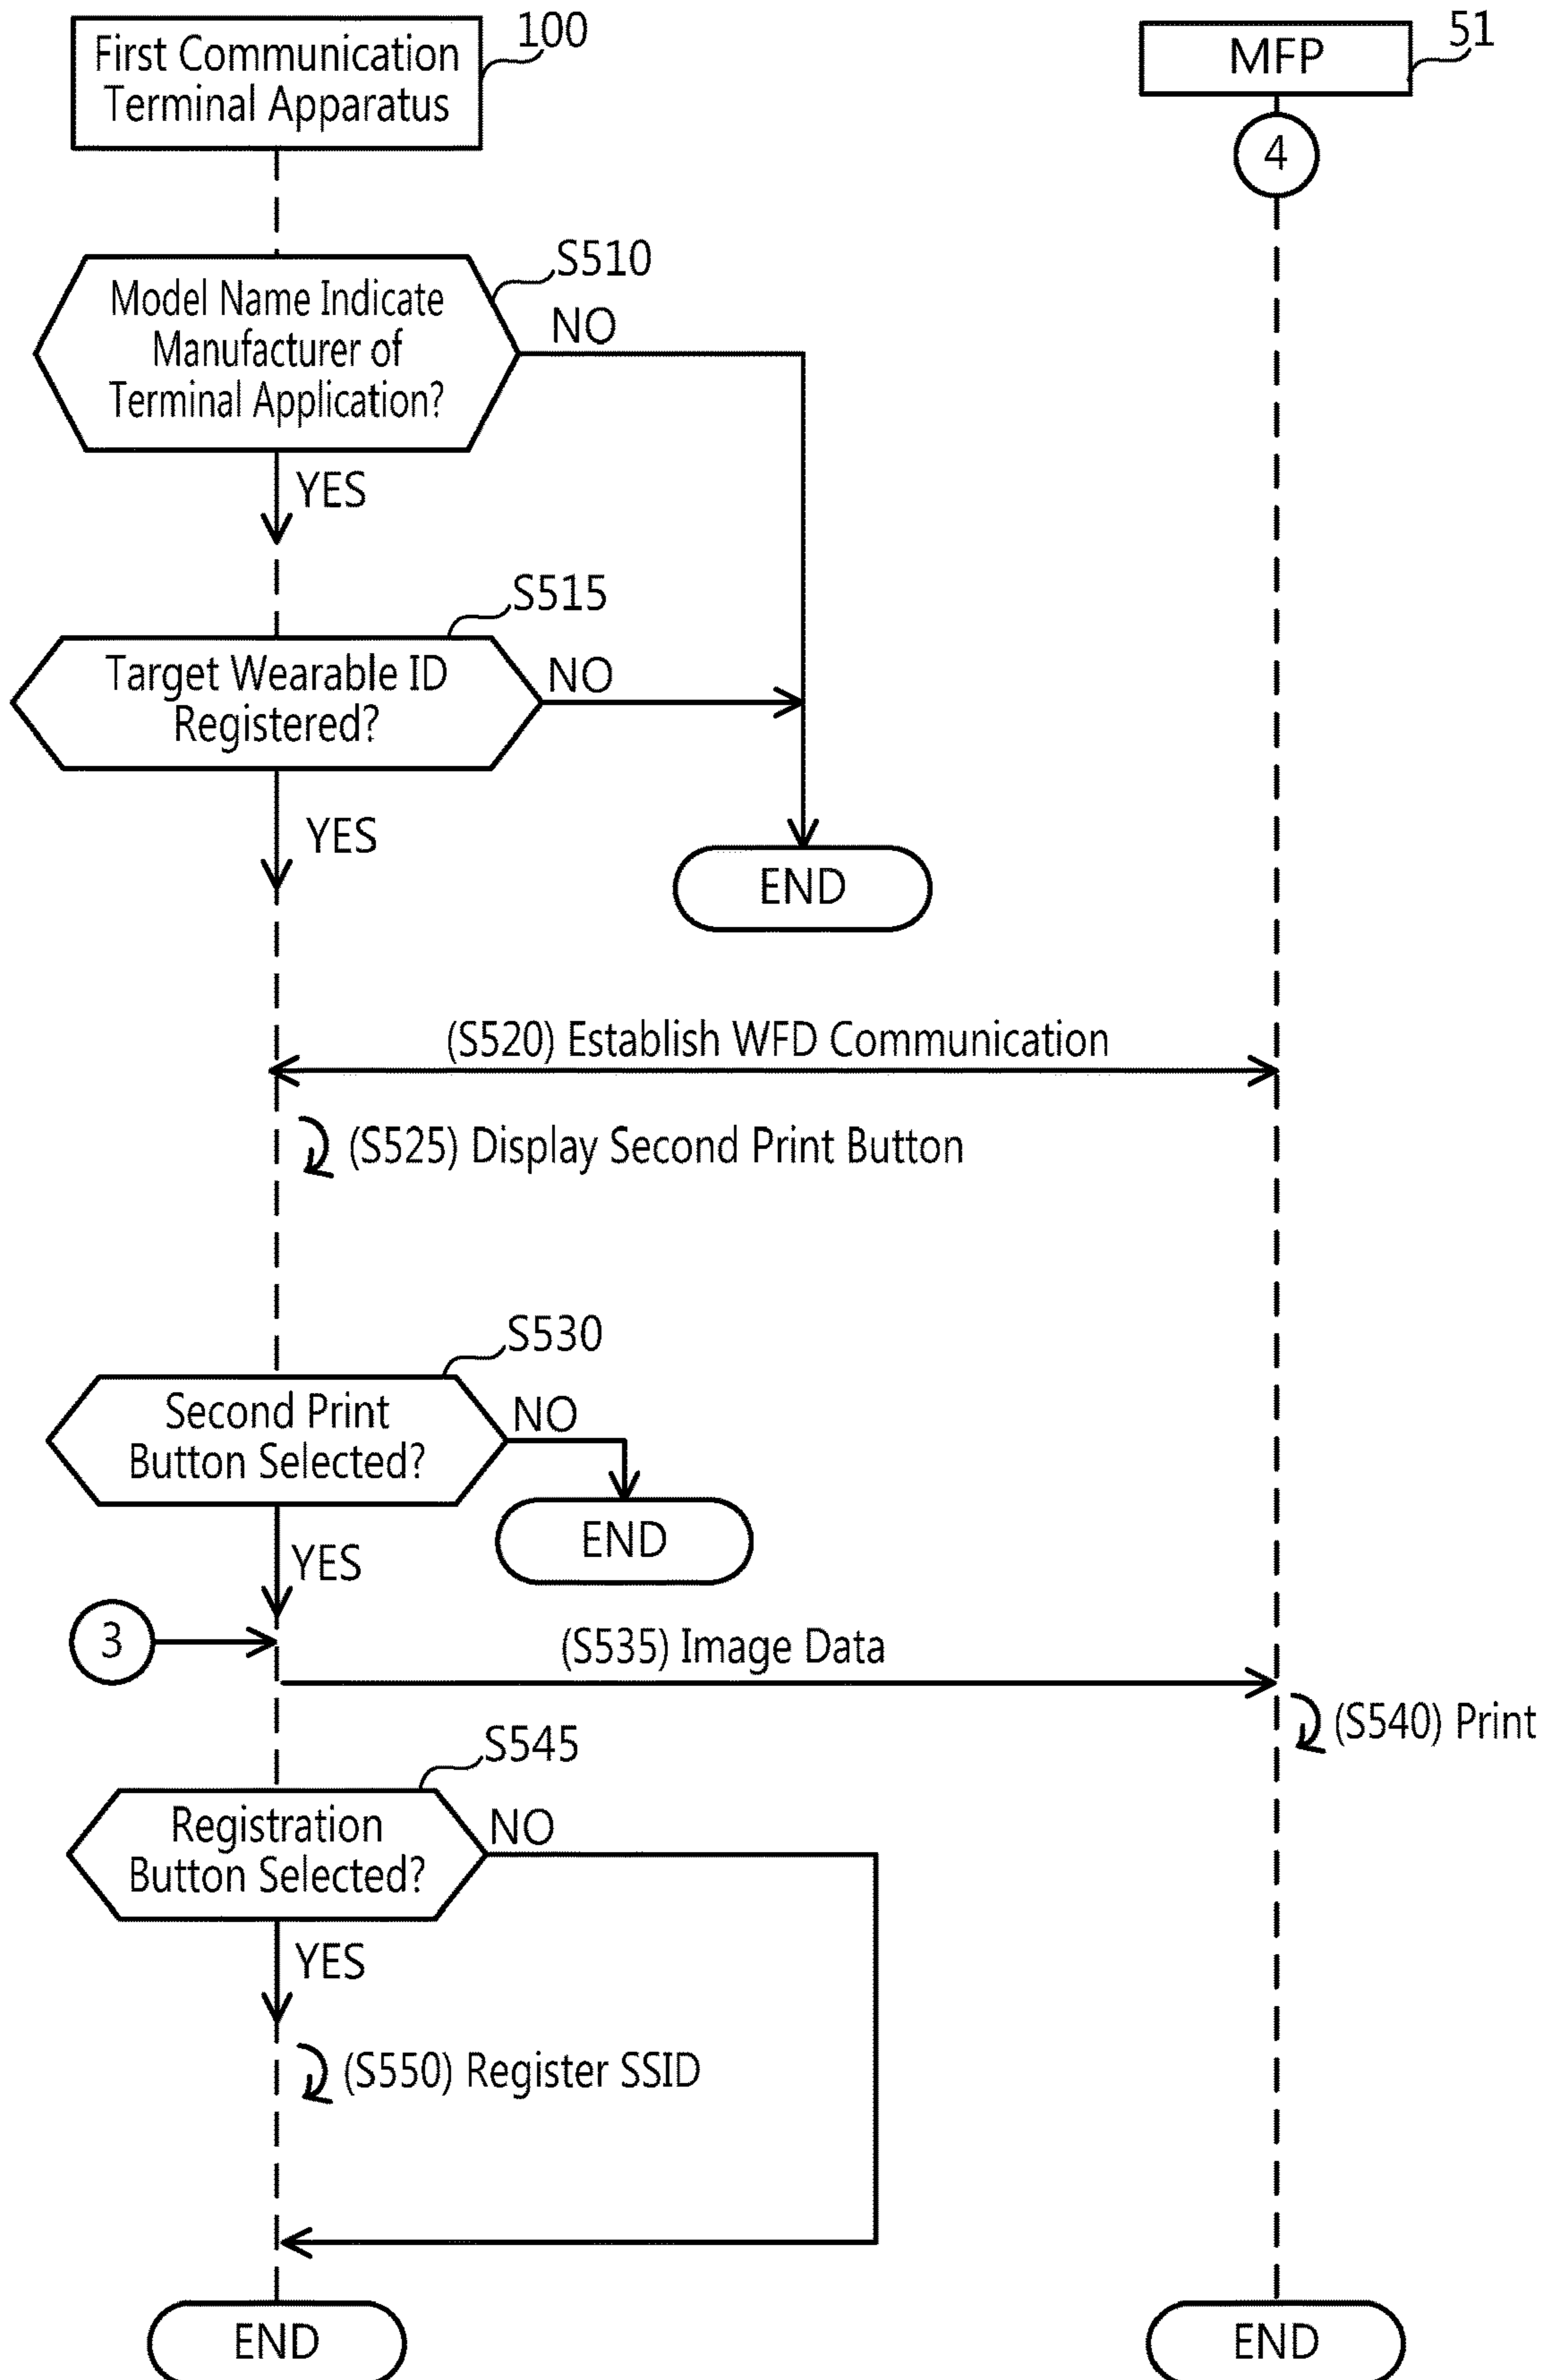 First Communication
Terminal Apparatus
100
MFP
51
4
S510
Model Name Indicate
Manufacturer of
Terminal Application?
NO
YES
S515
Target Wearable ID
Registered?
NO
YES
END
(S520) Establish WFD Communication
(S525) Display Second Print Button
S530
Second Print
Button Selected?
NO
END
YES
3
(S535) Image Data
(S540) Print
S545
Registration
Button Selected?
NO
YES
(S550) Register SSID
END
END